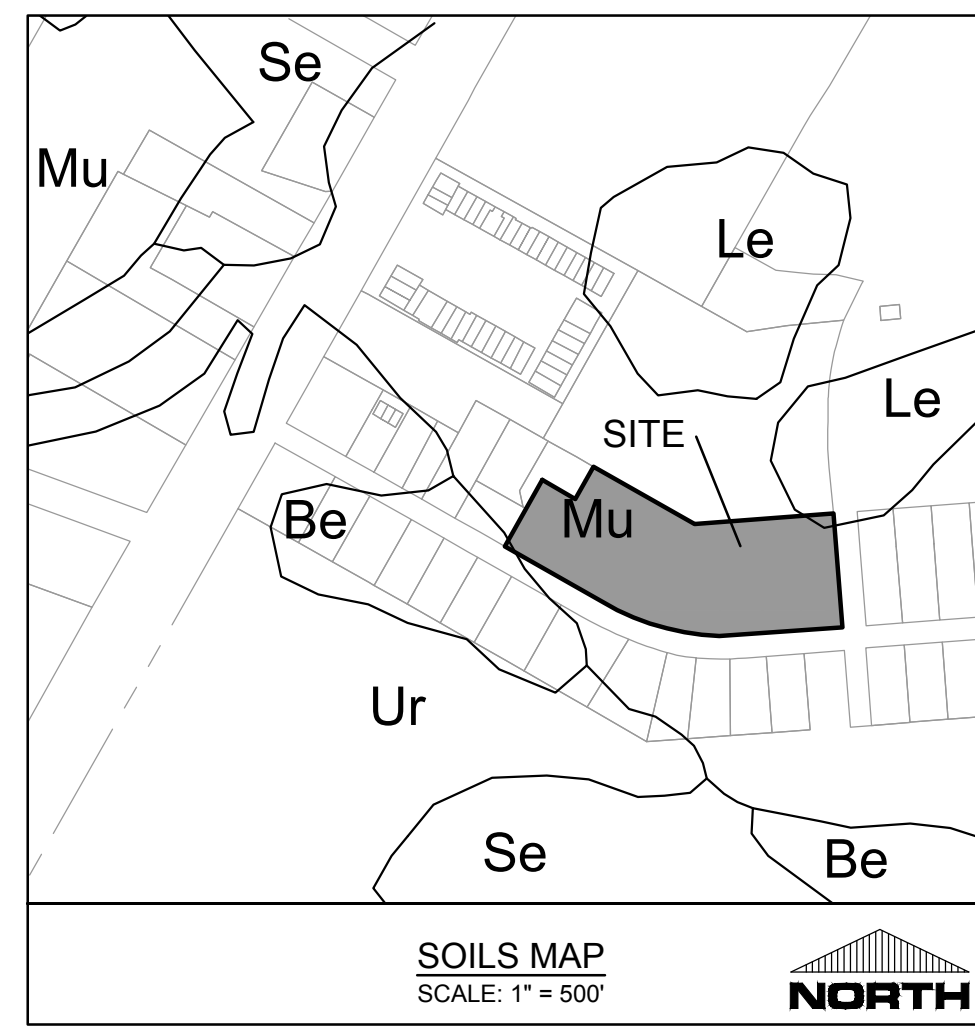 Se
Mu
Le
Le
SITE
Be
Mu
Ur
Se
Be
SOILS MAP
SCALE: 1" = 500'
NORTH